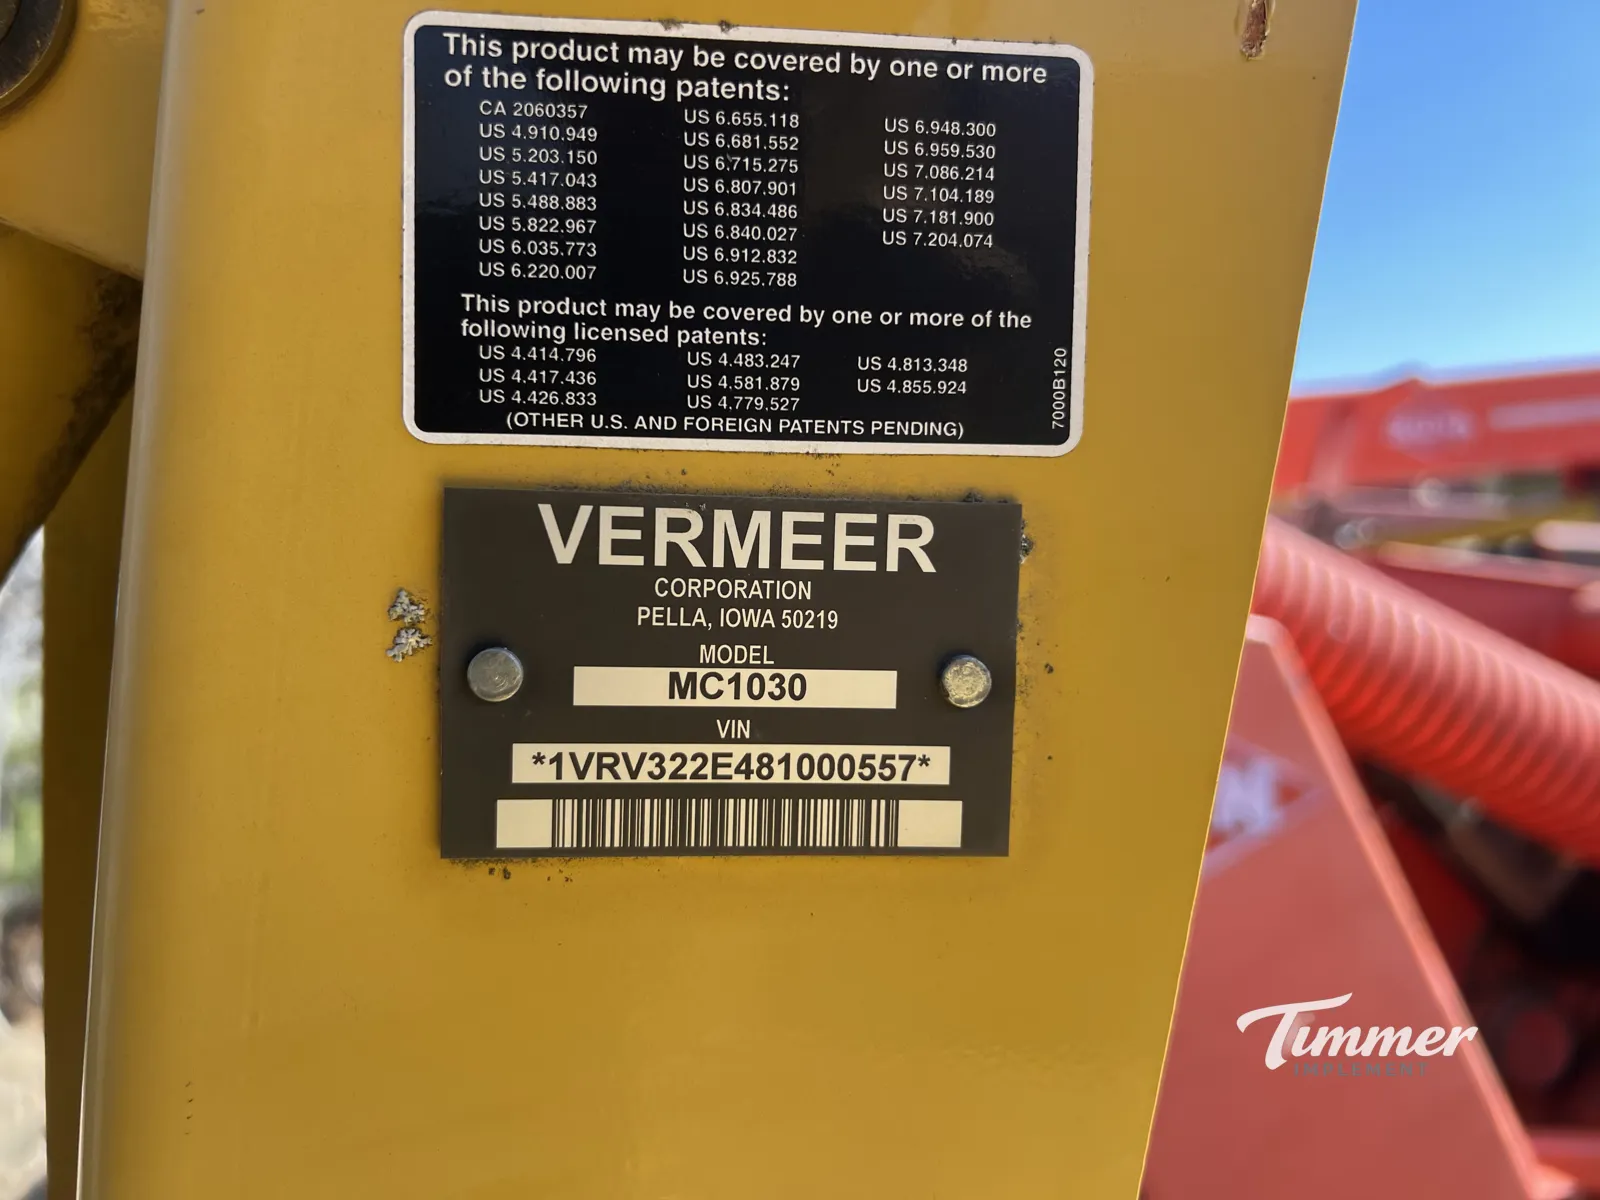 This product may be covered by one or more
of the following patents:
CA 2060357
US 4.910.949
US 5.203.150
US 5.417.043
US 5.488.883
US 5.822.967
US 6.035.773
US 6.220.007
US 6.655.118
US 6,681.552
US 6,715.275
US 6.807.901
US 6.834.486
US 6.840.027
US 6.912.832
US 6.925.788
US 6.948.300
US 6.959.530
US 7.086.214
US 7.104.189
US 7.181.900
US 7.204.074
This product may be covered by one or more of the
following licensed patents:
US 4.414.796
US 4.417.436
US 4.426.833
US 4.483.247
US 4.581.879
US 4,779.527
US 4.813,348
US 4.855.924
(OTHER U.S. AND FOREIGN PATENTS PENDING)
7000B120
VERMEER
CORPORATION
PELLA, IOWA 50219
MODEL
MC1030
VIN
*1VRV322E481000557*
Timmer
IMPLEMENT